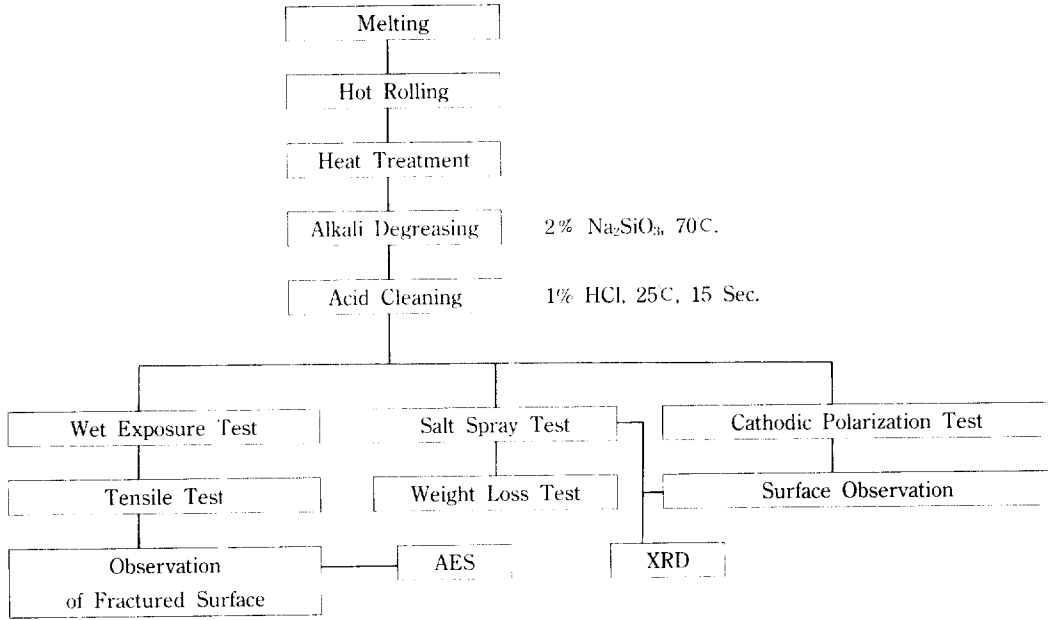 Melting
Hot Rolling
Heat Treatment
Alkali Degreasing 2% Na₂SiO₃, 70℃.
Acid Cleaning 1% HCl, 25℃, 15 Sec.
Wet Exposure Test Salt Spray Test Cathodic Polarization Test
Tensile Test Weight Loss Test Surface Observation
Observation AES XRD
of Fractured Surface